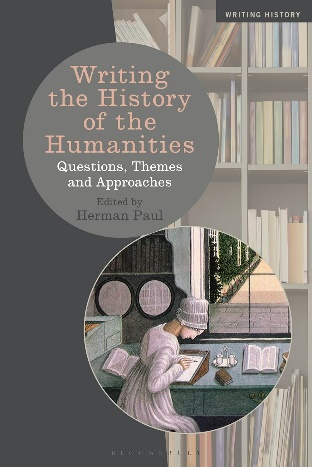 WRITING HISTORY
Writing
the History
of the
Humanities
Questions, Themes
and Approaches
Edited by
Herman Paul
BLOOMSBURY